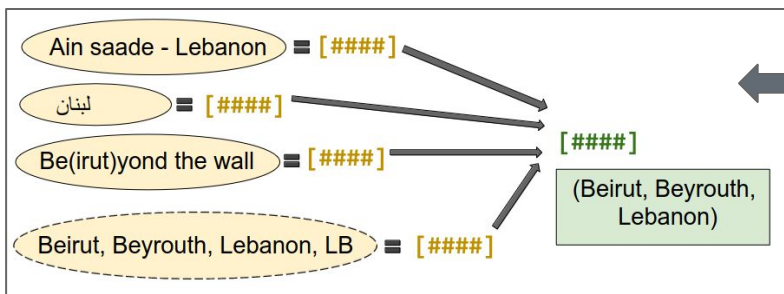 Ain saade - Lebanon = [####]
لبنان = [####]
Be(irut)yond the wall = [####]
[####]
(Beirut, Beyrouth,
Lebanon)
Beirut, Beyrouth, Lebanon, LB = [####]